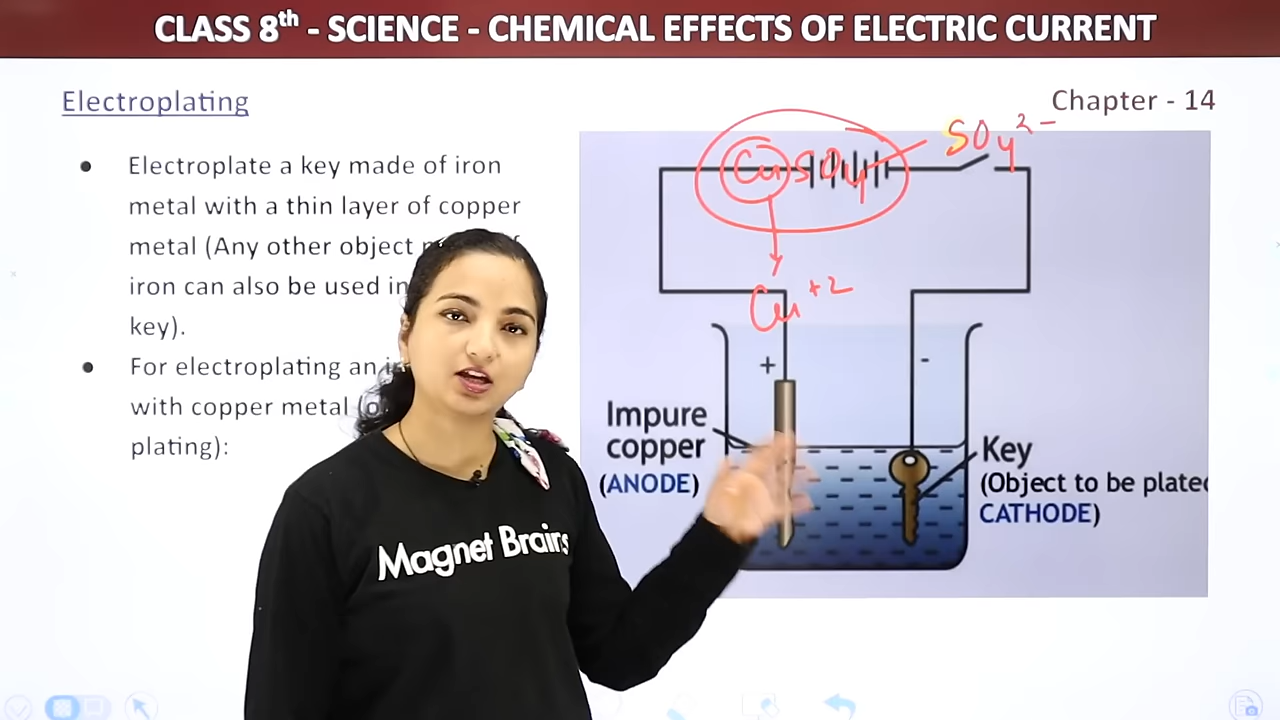 CLASS 8th - SCIENCE - CHEMICAL EFFECTS OF ELECTRIC CURRENT
Electroplating
Chapter - 14
● Electroplate a key made of iron
metal with a thin layer of copper
metal (Any other object
iron can also be used in
key).
● For electroplating an
with copper metal
plating):
CuSO4
SO4 2-
Cu +2
+
-
Impure
copper
(ANODE)
Key
(Object to be plated
CATHODE)
Magnet Brains